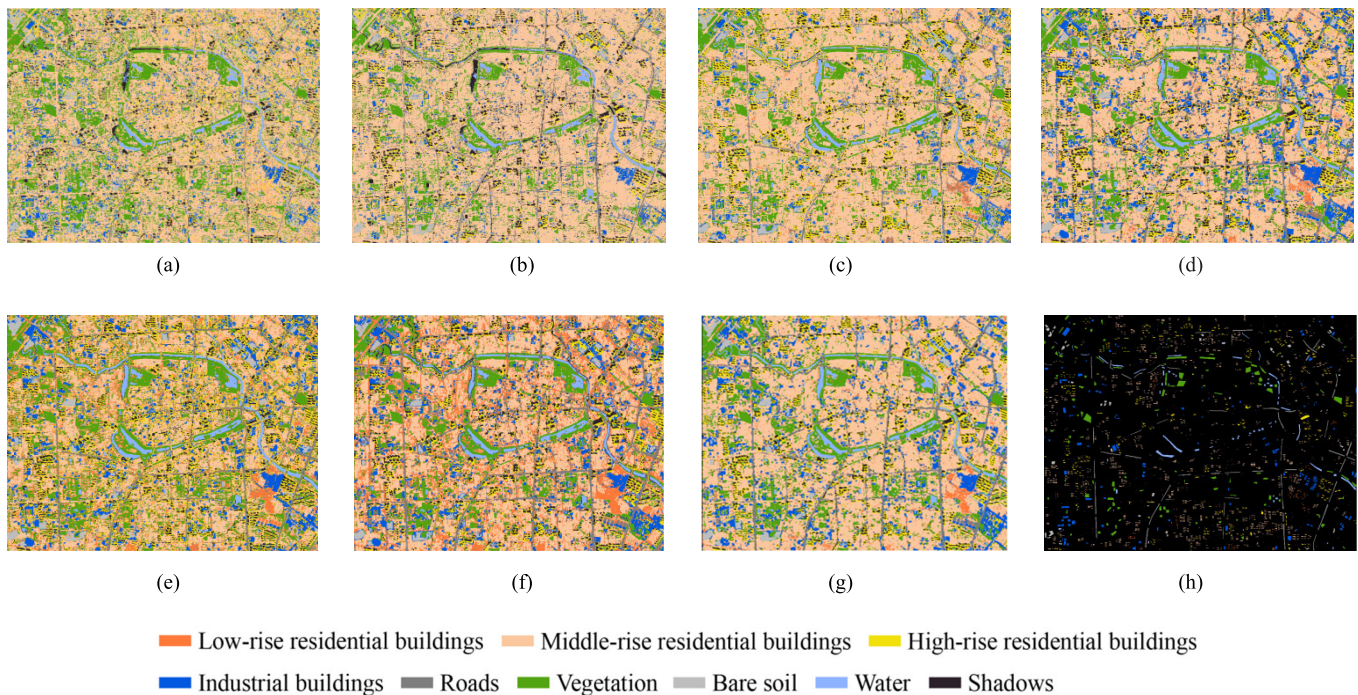 (a) (b) (c) (d)
(e) (f) (g) (h)
Low-rise residential buildings Middle-rise residential buildings High-rise residential buildings
Industrial buildings Roads Vegetation Bare soil Water Shadows